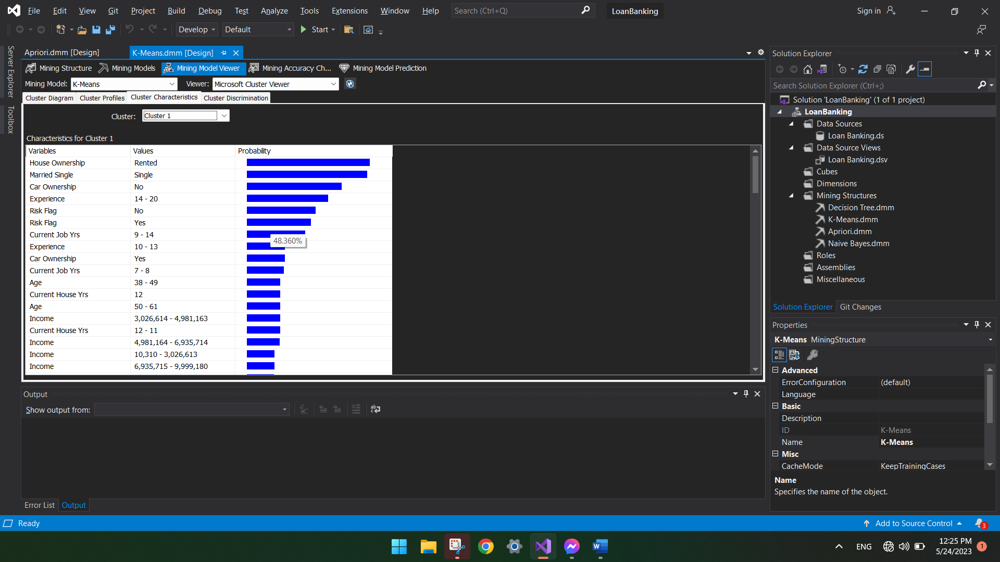 File Edit View Git Project Build Debug Test Analyze Tools Extensions Window Help Search (Ctrl+Q) LoanBanking Sign in
Develop Default Start
Server Explorer
Toolbox
Apriori.dmm [Design] K-Means.dmm [Design]
Mining Structure Mining Models Mining Model Viewer Mining Accuracy Ch... Mining Model Prediction
Mining Model: K-Means Viewer: Microsoft Cluster Viewer
Cluster Diagram Cluster Profiles Cluster Characteristics Cluster Discrimination
Cluster: Cluster 1
Characteristics for Cluster 1
Variables Values Probability
House Ownership Rented
Married Single Single
Car Ownership No
Experience 14 - 20
Risk Flag No
Risk Flag Yes
Current Job Yrs 9 - 14
48.360%
Experience 10 - 13
Car Ownership Yes
Current Job Yrs 7 - 8
Age 38 - 49
Current House Yrs 12
Age 50 - 61
Income 3,026,614 - 4,981,163
Current House Yrs 12 - 11
Income 4,981,164 - 6,935,714
Income 10,310 - 3,026,613
Income 6,935,715 - 9,999,180
Output
Show output from:
Error List Output
Solution Explorer
Search Solution Explorer (Ctrl+;)
Solution 'LoanBanking' (1 of 1 project)
LoanBanking
Data Sources
Loan Banking.ds
Data Source Views
Loan Banking.dsv
Cubes
Dimensions
Mining Structures
Decision Tree.dmm
K-Means.dmm
Apriori.dmm
Naive Bayes.dmm
Roles
Assemblies
Miscellaneous
Solution Explorer Git Changes
Properties
K-Means MiningStructure
Advanced
ErrorConfiguration (default)
Language
Basic
Description
ID K-Means
Name K-Means
Misc
CacheMode KeepTrainingCases
Name
Specifies the name of the object.
Ready Add to Source Control 3
ENG 12:25 PM
5/24/2023 1